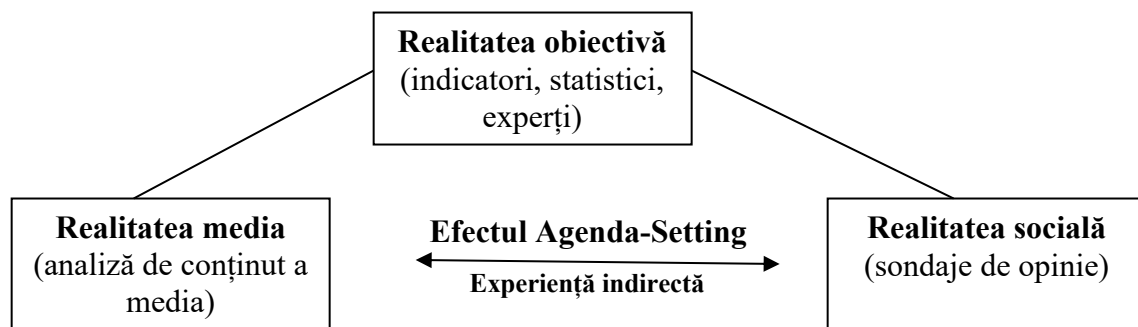 Realitatea obiectivă
(indicatori, statistici,
experți)
Realitatea media
(analiză de conținut a
media)
Efectul Agenda-Setting
Experiență indirectă
Realitatea socială
(sondaje de opinie)